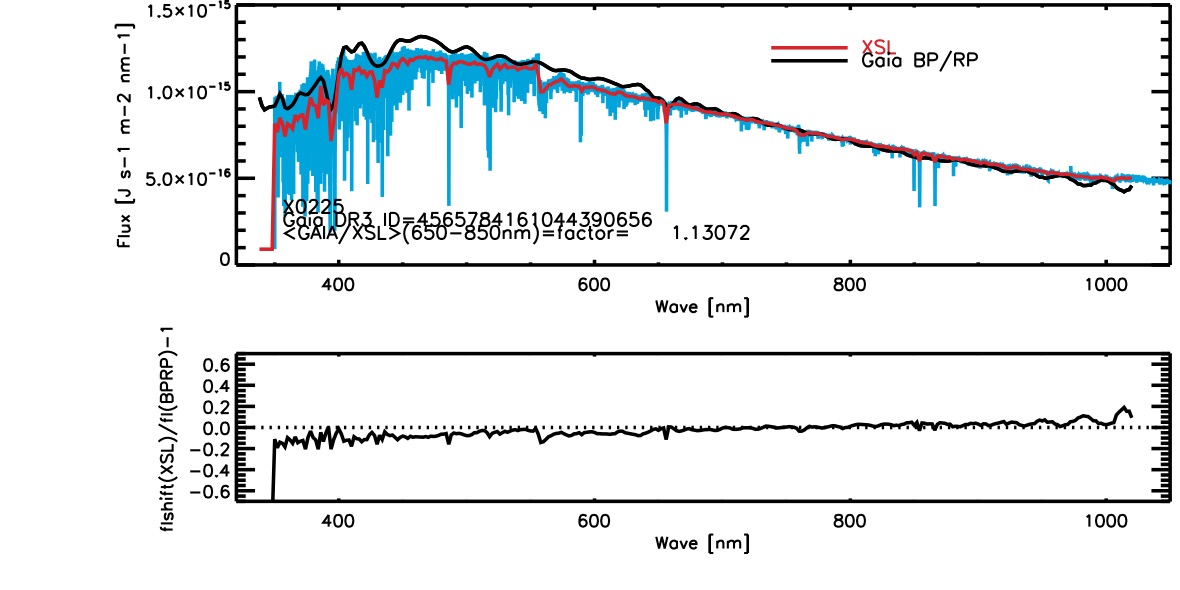 1.5×10⁻¹⁵
1.0×10⁻¹⁵
5.0×10⁻¹⁶
0
Flux [J s−1 m−2 nm−1]
XSL
Gaia BP/RP
X0225
Gaia DR3 ID=4565784161044390656
<GAIA/XSL>(650−850nm)=factor= 1.13072
400 600 800 1000
Wave [nm]
flshift(XSL)/fl(BPRP)−1
0.6
0.4
0.2
0.0
−0.2
−0.4
−0.6
400 600 800 1000
Wave [nm]